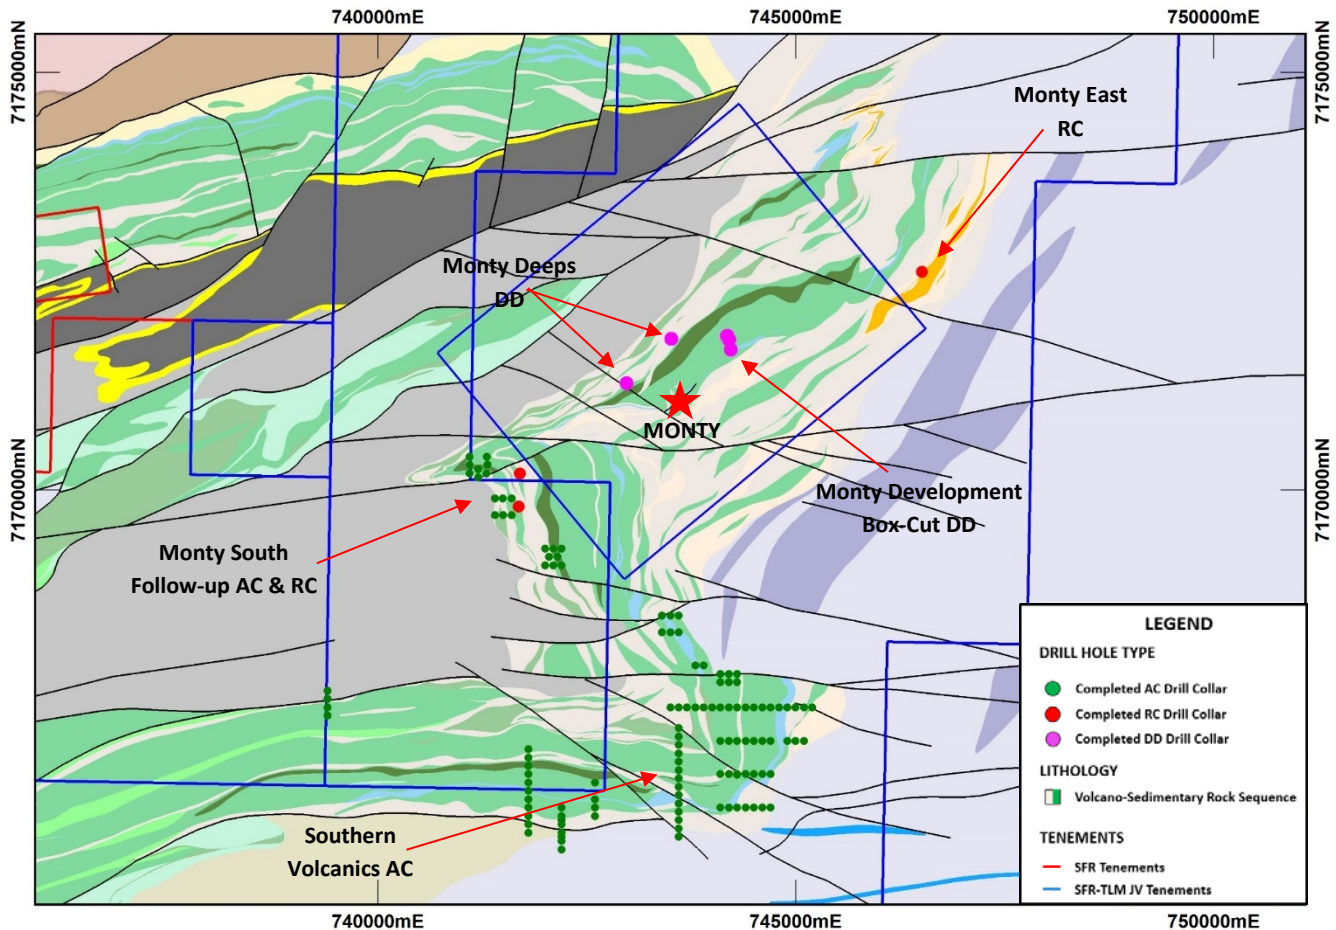 740000mE
745000mE
750000mE
7175000mN
7175000mN
Monty East
RC
Monty Deeps
DD
MONTY
7170000mN
7170000mN
Monty Development
Box-Cut DD
Monty South
Follow-up AC & RC
Southern
Volcanics AC
LEGEND
DRILL HOLE TYPE
Completed AC Drill Collar
Completed RC Drill Collar
Completed DD Drill Collar
LITHOLOGY
Volcano-Sedimentary Rock Sequence
TENEMENTS
SFR Tenements
SFR-TLM JV Tenements
740000mE
745000mE
750000mE